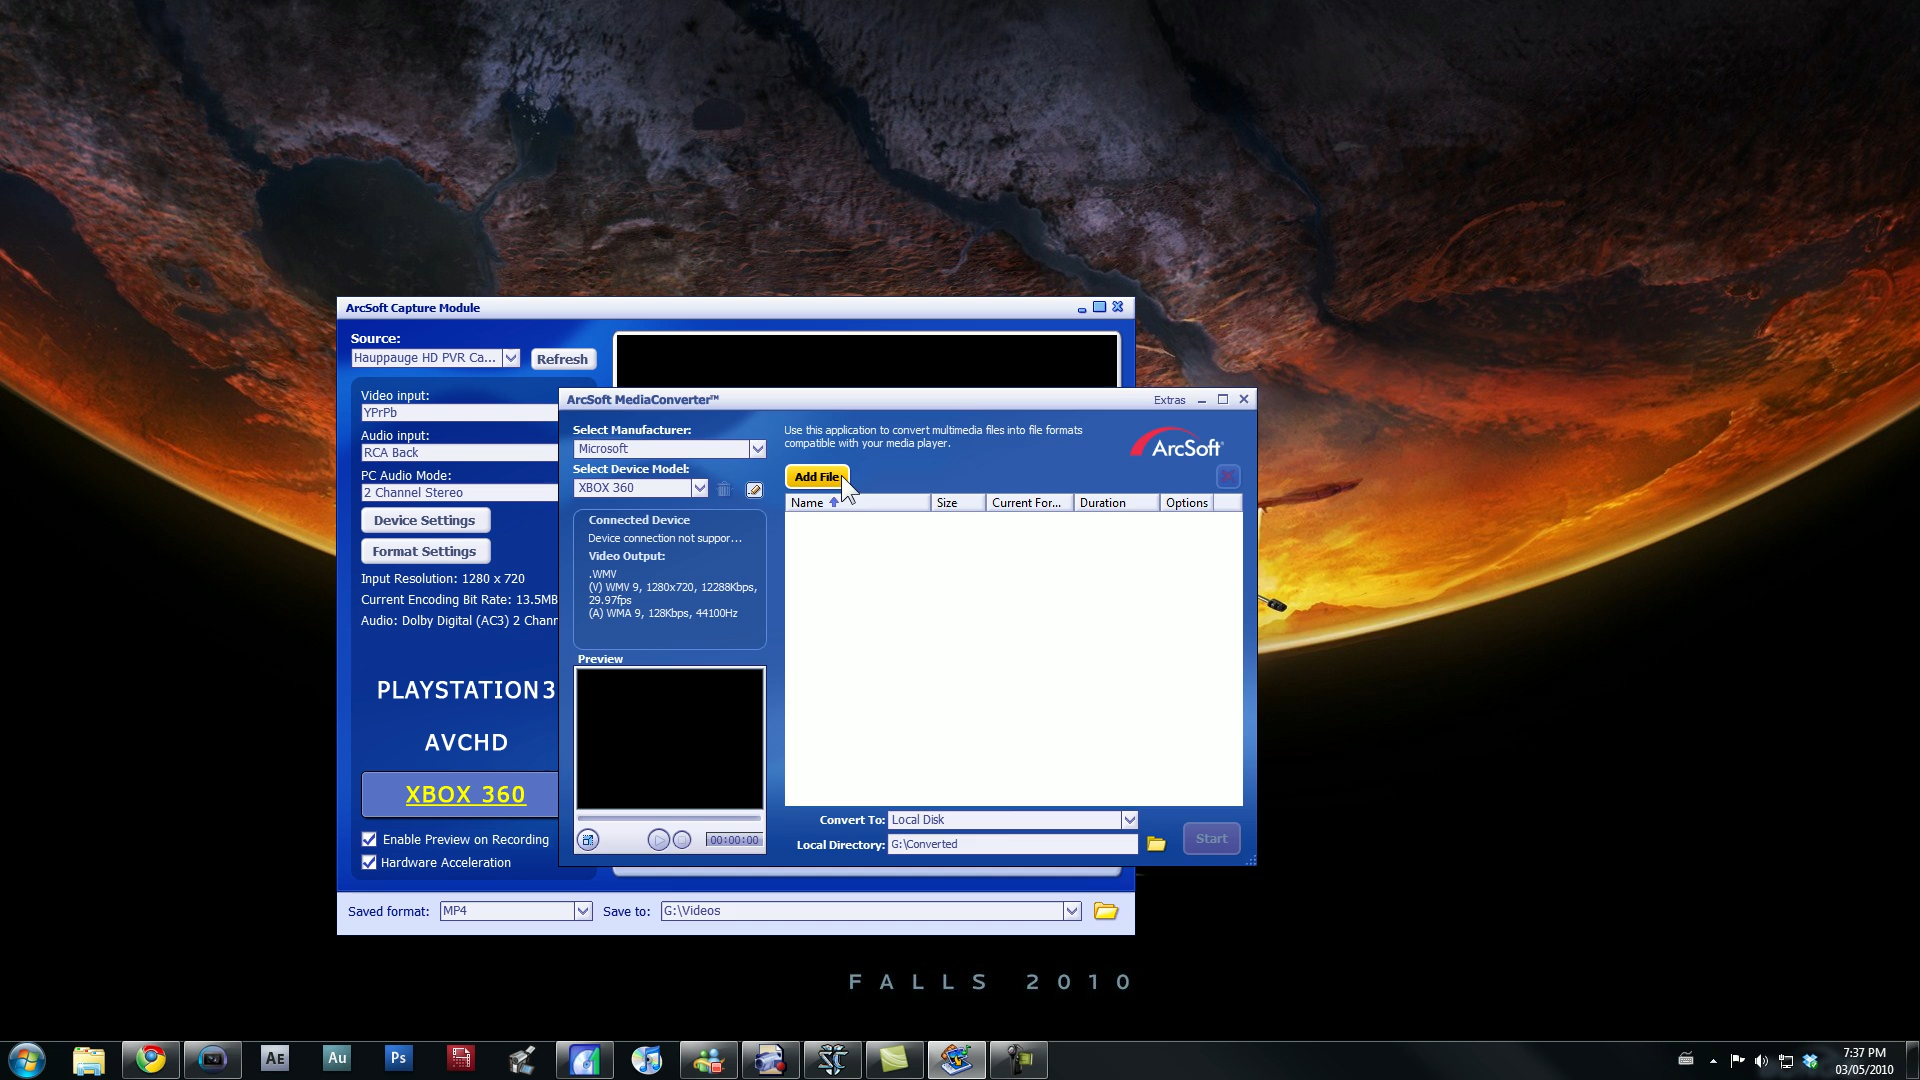 ArcSoft Capture Module
Source:
Hauppauge HD PVR Ca...
Refresh
Video input:
YPrPb
Audio input:
RCA Back
PC Audio Mode:
2 Channel Stereo
Device Settings
Format Settings
Input Resolution: 1280 x 720
Current Encoding Bit Rate: 13.5MB
Audio: Dolby Digital (AC3) 2 Chann
PLAYSTATION3
AVCHD
XBOX 360
Enable Preview on Recording
Hardware Acceleration
Saved format:
MP4
Save to:
G:\Videos
ArcSoft MediaConverter™
Extras
Select Manufacturer:
Microsoft
Select Device Model:
XBOX 360
Connected Device
Device connection not suppor...
Video Output:
.WMV
(V) WMV 9, 1280x720, 12288Kbps,
29.97fps
(A) WMA 9, 128Kbps, 44100Hz
Preview
00:00:00
Use this application to convert multimedia files into file formats
compatible with your media player.
ArcSoft
Add File
Name
Size
Current For...
Duration
Options
Convert To:
Local Disk
Local Directory:
G:\Converted
Start
FALLS 2010
AE
Au
Ps
7:37 PM
03/05/2010